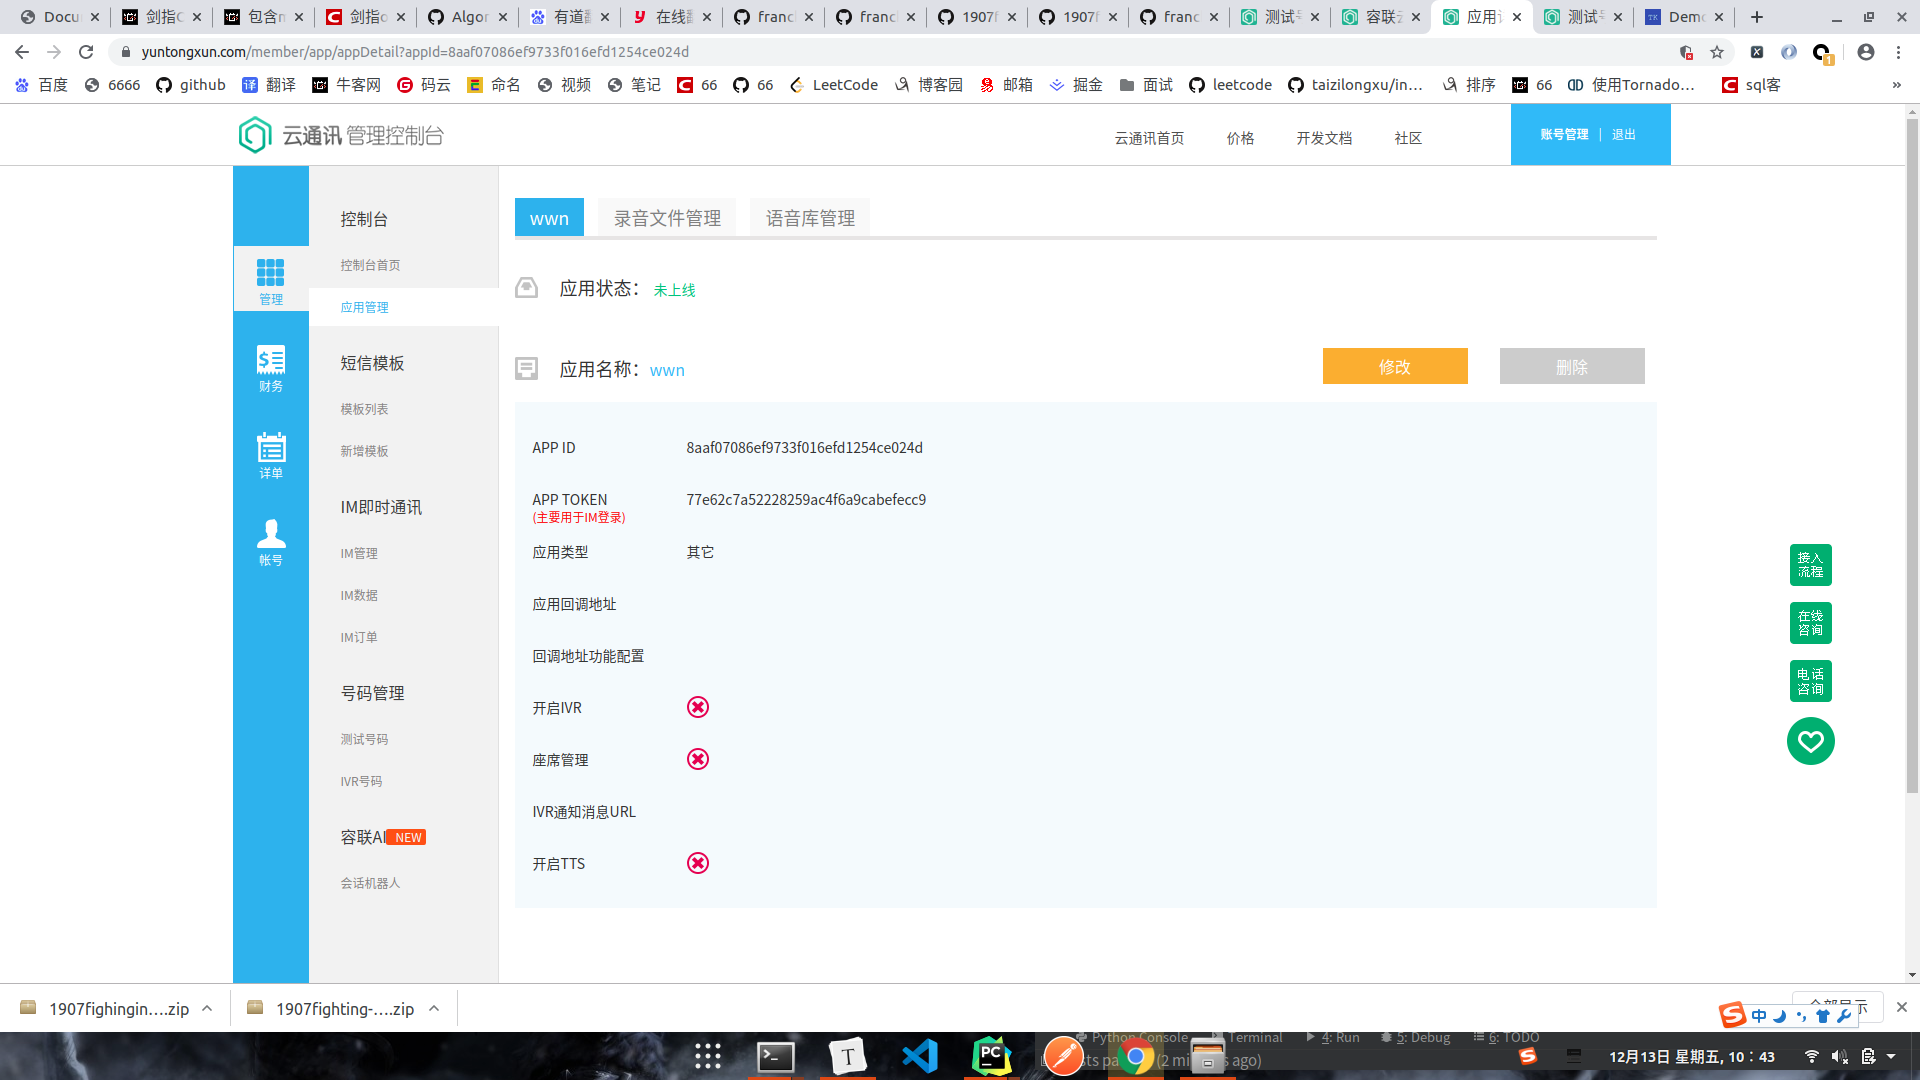 Docu 剑指C 包含m 剑指o Algor 有道 在线 franc franc 1907f 1907f franc 测试 容联 应用 测试 Demo
yuntongxun.com/member/app/appDetail?appId=8aaf07086ef9733f016efd1254ce024d
百度 6666 github 翻译 牛客网 码云 命名 视频 笔记 66 66 LeetCode 博客园 邮箱 掘金 面试 leetcode taizilongxu/in... 排序 66 使用Tornado... sql客 »
云通讯 管理控制台
云通讯首页 价格 开发文档 社区
账号管理 | 退出
管理
财务
详单
帐号
控制台
控制台首页
应用管理
短信模板
模板列表
新增模板
IM即时通讯
IM管理
IM数据
IM订单
号码管理
测试号码
IVR号码
容联AI NEW
会话机器人
wwn 录音文件管理 语音库管理
应用状态： 未上线
应用名称：wwn
修改 删除
APP ID 8aaf07086ef9733f016efd1254ce024d
APP TOKEN 77e62c7a52228259ac4f6a9cabefecc9
(主要用于IM登录)
应用类型 其它
应用回调地址
回调地址功能配置
开启IVR
座席管理
IVR通知消息URL
开启TTS
接入
流程
在线
咨询
电话
咨询
1907fighingin....zip 1907fighting-....zip
中
Python Console Terminal 4: Run 5: Debug 6: TODO
12月13日 星期五, 10：43